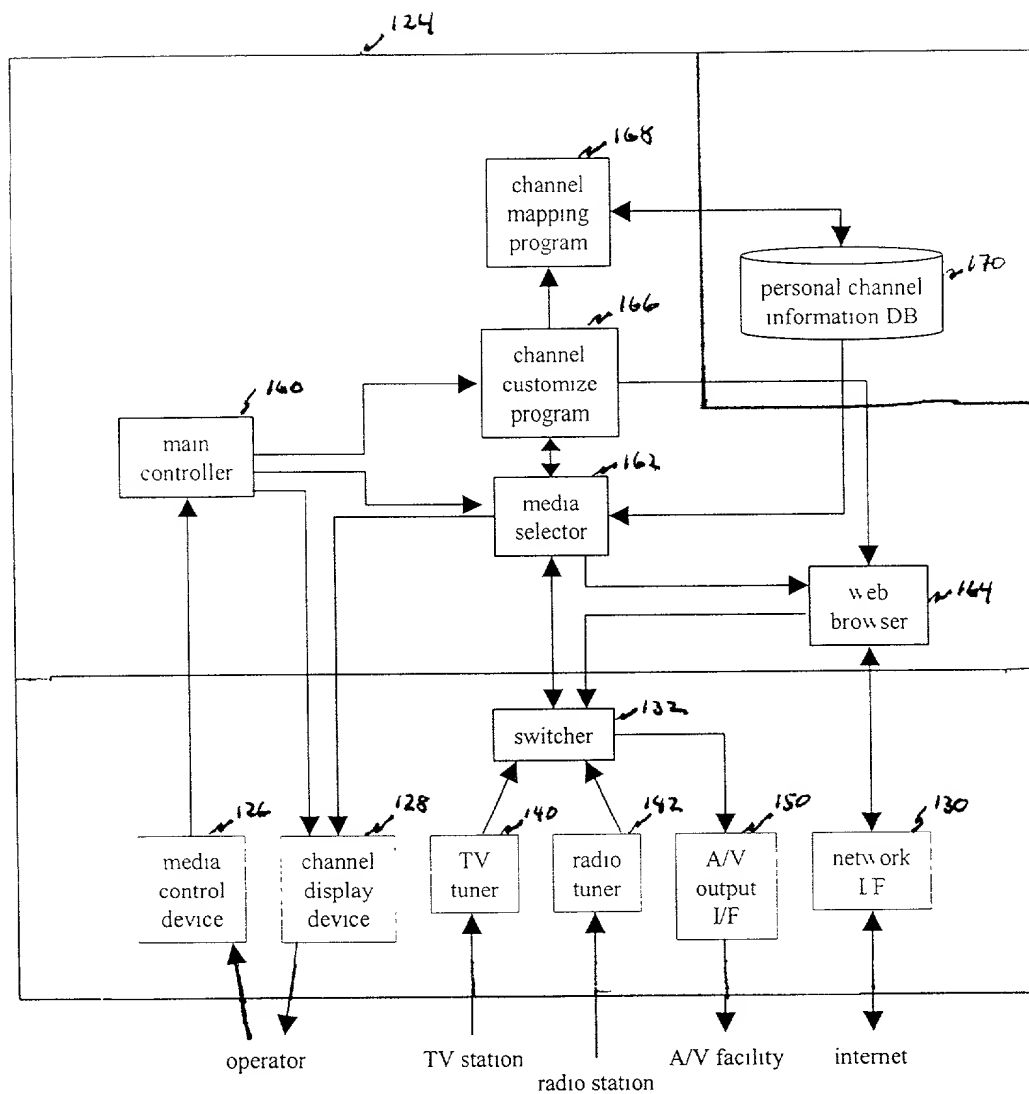 124
168
channel
mapping
program
170
personal channel
information DB
166
channel
customize
program
160
main
controller
162
media
selector
web
browser
164
132
switcher
126
media
control
device
128
channel
display
device
140
TV
tuner
142
radio
tuner
150
A/V
output
I/F
130
network
I/F
operator
TV station
radio station
A/V facility
internet